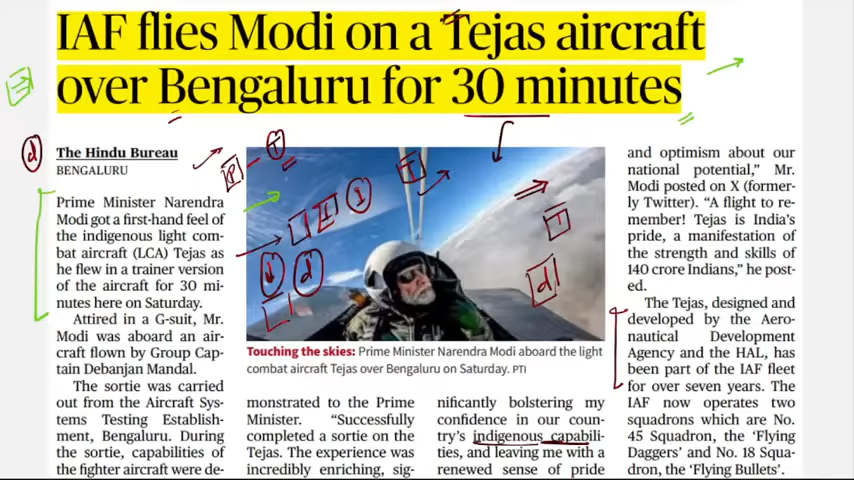 IAF flies Modi on a Tejas aircraft
over Bengaluru for 30 minutes
The Hindu Bureau
BENGALURU
Prime Minister Narendra
Modi got a first-hand feel of
the indigenous light com-
bat aircraft (LCA) Tejas as
he flew in a trainer version
of the aircraft for 30 mi-
nutes here on Saturday.
Attired in a G-suit, Mr.
Modi was aboard an air-
craft flown by Group Cap-
tain Debanjan Mandal.
The sortie was carried
out from the Aircraft Sys-
tems Testing Establish-
ment, Bengaluru. During
the sortie, capabilities of
the fighter aircraft were de-
Touching the skies: Prime Minister Narendra Modi aboard the light
combat aircraft Tejas over Bengaluru on Saturday. PTI
monstrated to the Prime
Minister. “Successfully
completed a sortie on the
Tejas. The experience was
incredibly enriching, sig-
nificantly bolstering my
confidence in our coun-
try’s indigenous capabili-
ties, and leaving me with a
renewed sense of pride
and optimism about our
national potential,” Mr.
Modi posted on X (former-
ly Twitter). “A flight to re-
member! Tejas is India’s
pride, a manifestation of
the strength and skills of
140 crore Indians,” he post-
ed.
The Tejas, designed and
developed by the Aero-
nautical Development
Agency and the HAL, has
been part of the IAF fleet
for over seven years. The
IAF now operates two
squadrons which are No.
45 Squadron, the ‘Flying
Daggers’ and No. 18 Squa-
dron, the ‘Flying Bullets’.